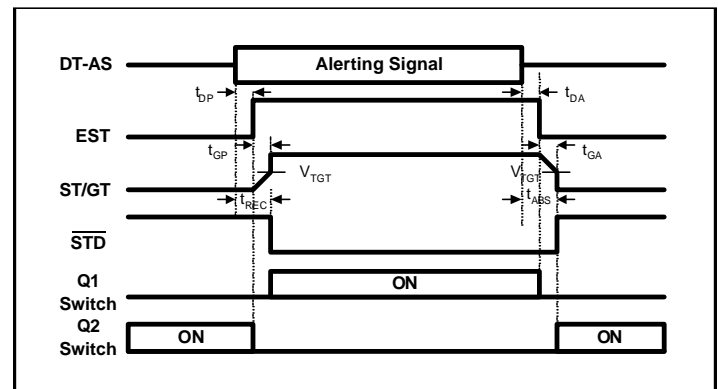 DT-AS Alerting Signal
tDP tDA
EST
tGP tGA
VTGT VTGT
ST/GT
tREC tABS
STD
Q1 ON
Switch
Q2 ON ON
Switch